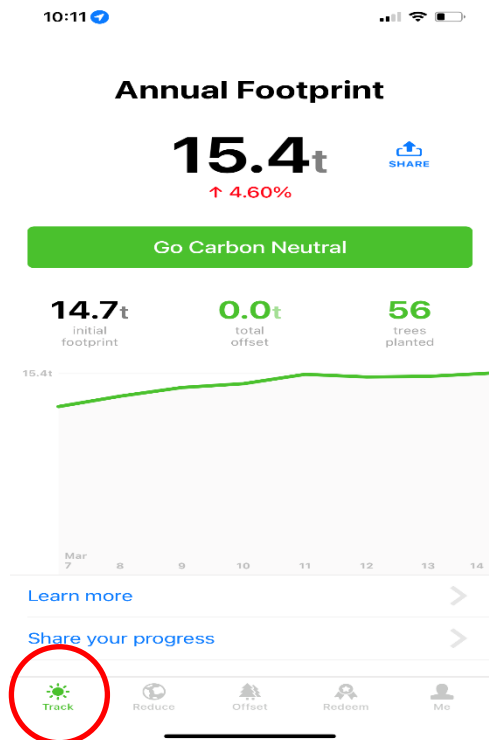 10:11
Annual Footprint
15.4t
SHARE
↑ 4.60%
Go Carbon Neutral
14.7t 0.0t 56
initial total trees
footprint offset planted
15.4t
Mar
7 8 9 10 11 12 13 14
Learn more
Share your progress
Track Reduce Offset Redeem Me